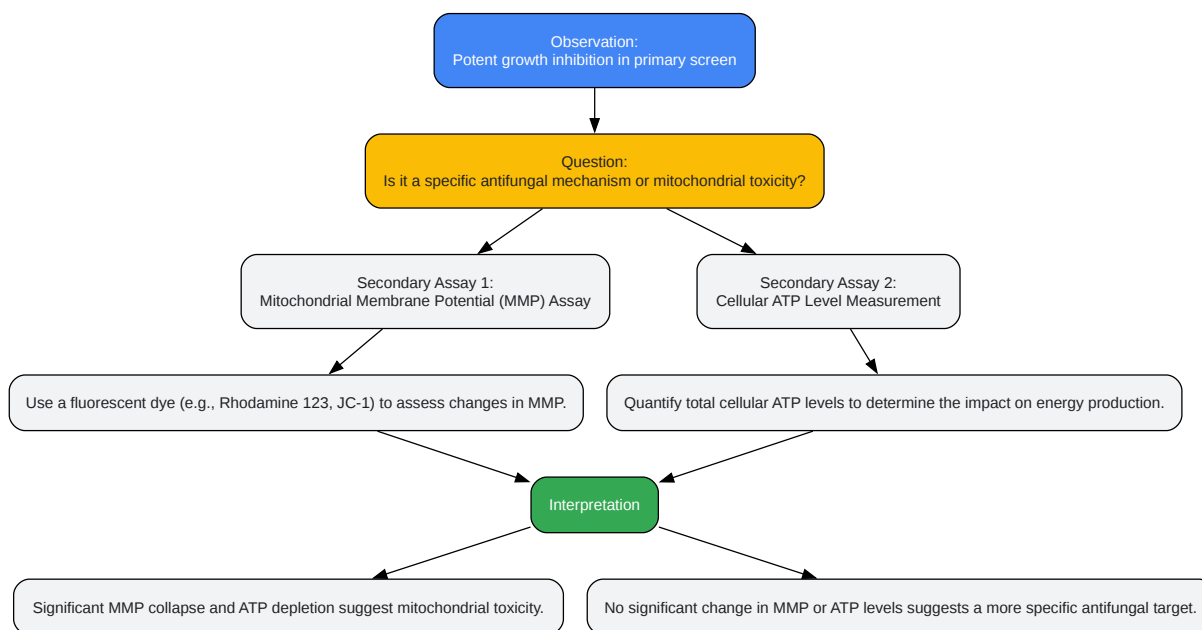 Observation:
Potent growth inhibition in primary screen
Question:
Is it a specific antifungal mechanism or mitochondrial toxicity?
Secondary Assay 1:
Mitochondrial Membrane Potential (MMP) Assay
Secondary Assay 2:
Cellular ATP Level Measurement
Use a fluorescent dye (e.g., Rhodamine 123, JC-1) to assess changes in MMP.
Quantify total cellular ATP levels to determine the impact on energy production.
Interpretation
Significant MMP collapse and ATP depletion suggest mitochondrial toxicity.
No significant change in MMP or ATP levels suggests a more specific antifungal target.